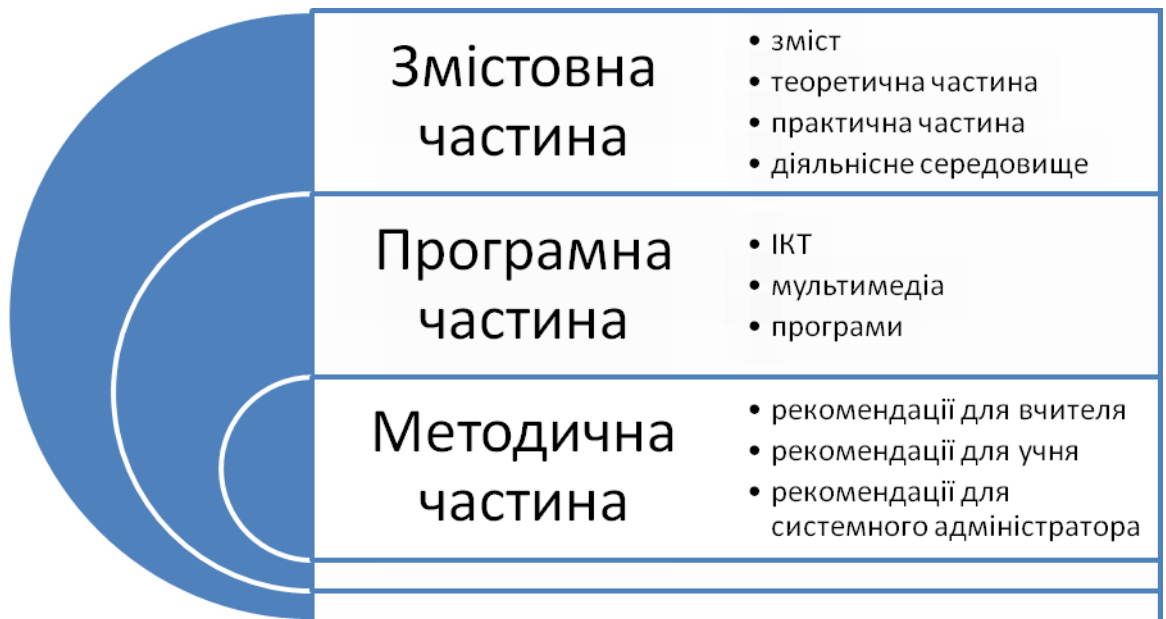 Змістовна
частина
• зміст
• теоретична частина
• практична частина
• діяльнісне середовище
Програмна
частина
• ІКТ
• мультимедіа
• програми
Методична
частина
• рекомендації для вчителя
• рекомендації для учня
• рекомендації для
системного адміністратора